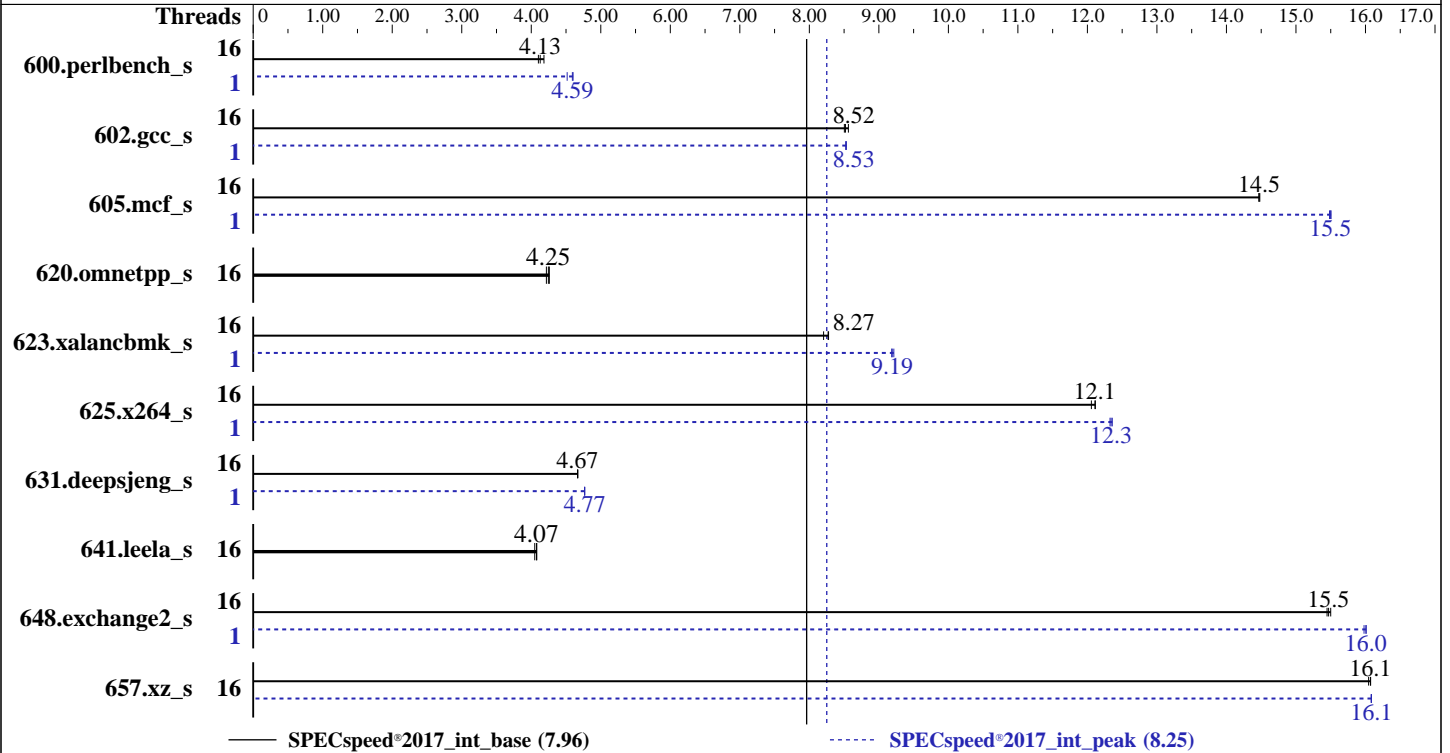 Threads 0 1.00 2.00 3.00 4.00 5.00 6.00 7.00 8.00 9.00 10.0 11.0 12.0 13.0 14.0 15.0 16.0 17.0
600.perlbench_s
16 4.13
1 4.59
602.gcc_s
16 8.52
1 8.53
605.mcf_s
16 14.5
1 15.5
620.omnetpp_s 16 4.25
623.xalancbmk_s
16 8.27
1 9.19
625.x264_s
16 12.1
1 12.3
631.deepsjeng_s
16 4.67
1 4.77
641.leela_s 16 4.07
648.exchange2_s
16 15.5
1 16.0
657.xz_s 16 16.1
16.1
SPECspeed®2017_int_base (7.96) SPECspeed®2017_int_peak (8.25)